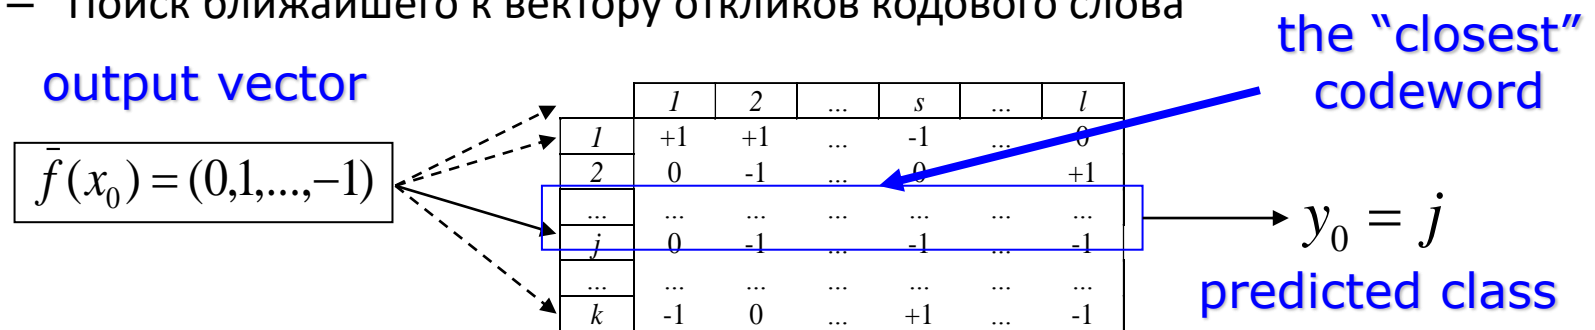 – Поиск ближайшего к вектору откликов кодового слова
the “closest”
codeword
output vector
f̄(x₀) = (0,1,...,−1)
1 2 ... s ... l
1 +1 +1 ... -1 ... 0
2 0 -1 ... 0 +1
... ... ... ... ... ... ...
j 0 -1 ... -1 ... -1
... ... ... ... ... ... ...
k -1 0 ... +1 ... -1
y₀ = j
predicted class